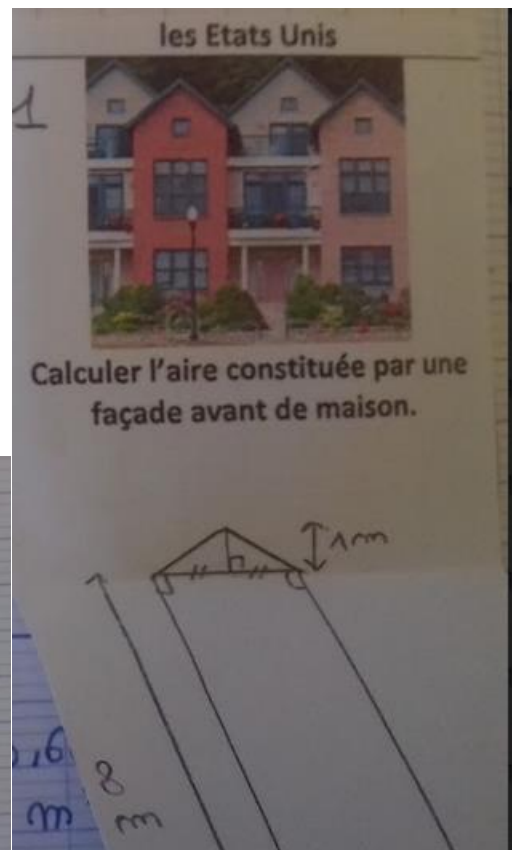 les Etats Unis
1
Calculer l'aire constituée par une
façade avant de maison.
1 m
8
m
m